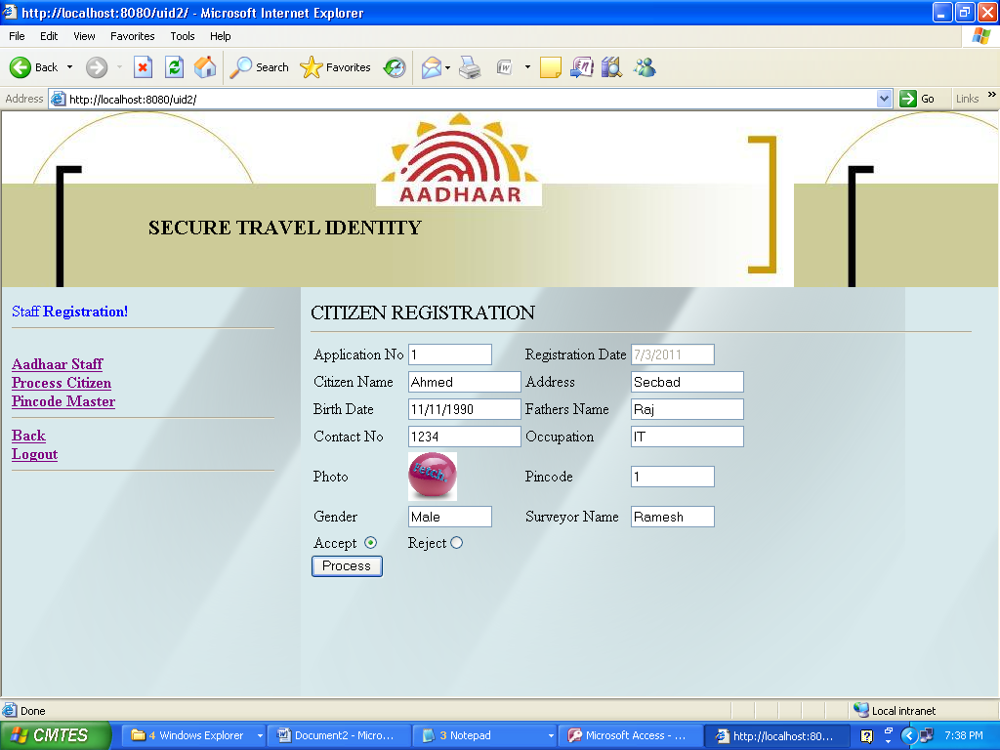 http://localhost:8080/uid2/ - Microsoft Internet Explorer
File Edit View Favorites Tools Help
Back Search Favorites
Address http://localhost:8080/uid2/ Go Links »
AADHAAR
SECURE TRAVEL IDENTITY
Staff Registration!
Aadhaar Staff
Process Citizen
Pincode Master
Back
Logout
CITIZEN REGISTRATION
Application No 1 Registration Date 7/3/2011
Citizen Name Ahmed Address Secbad
Birth Date 11/11/1990 Fathers Name Raj
Contact No 1234 Occupation IT
Photo Fetch. Pincode 1
Gender Male Surveyor Name Ramesh
Accept Reject
Process
Done Local intranet
CMTES 4 Windows Explorer Document2 - Micro... 3 Notepad Microsoft Access - ... http://localhost:80... 7:38 PM